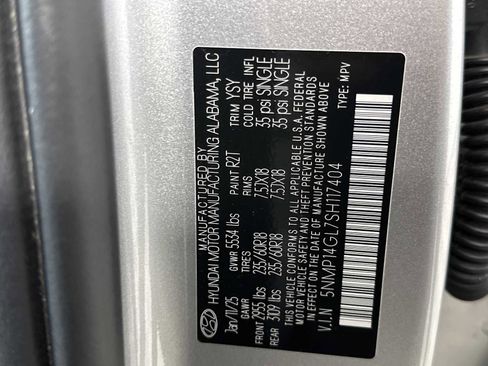 MANUFACTURED BY
HYUNDAI MOTOR MANUFACTURING ALABAMA, LLC
Jan/11/25 GVWR 5534 lbs PAINT R2T TRIM YSY
GAWR TIRES RIMS COLD TIRE INFL
FRONT 2955 lbs 235/60R18 7.5JX18 35 psi SINGLE
REAR 3109 lbs 235/60R18 7.5JX18 35 psi SINGLE
THIS VEHICLE CONFORMS TO ALL APPLICABLE U.S.A. FEDERAL
MOTOR VEHICLE SAFETY, BUMPER, AND THEFT PREVENTION STANDARDS
IN EFFECT ON THE DATE OF MANUFACTURE SHOWN ABOVE
V.I.N 5NMP14GL7SH117404 TYPE: MPV